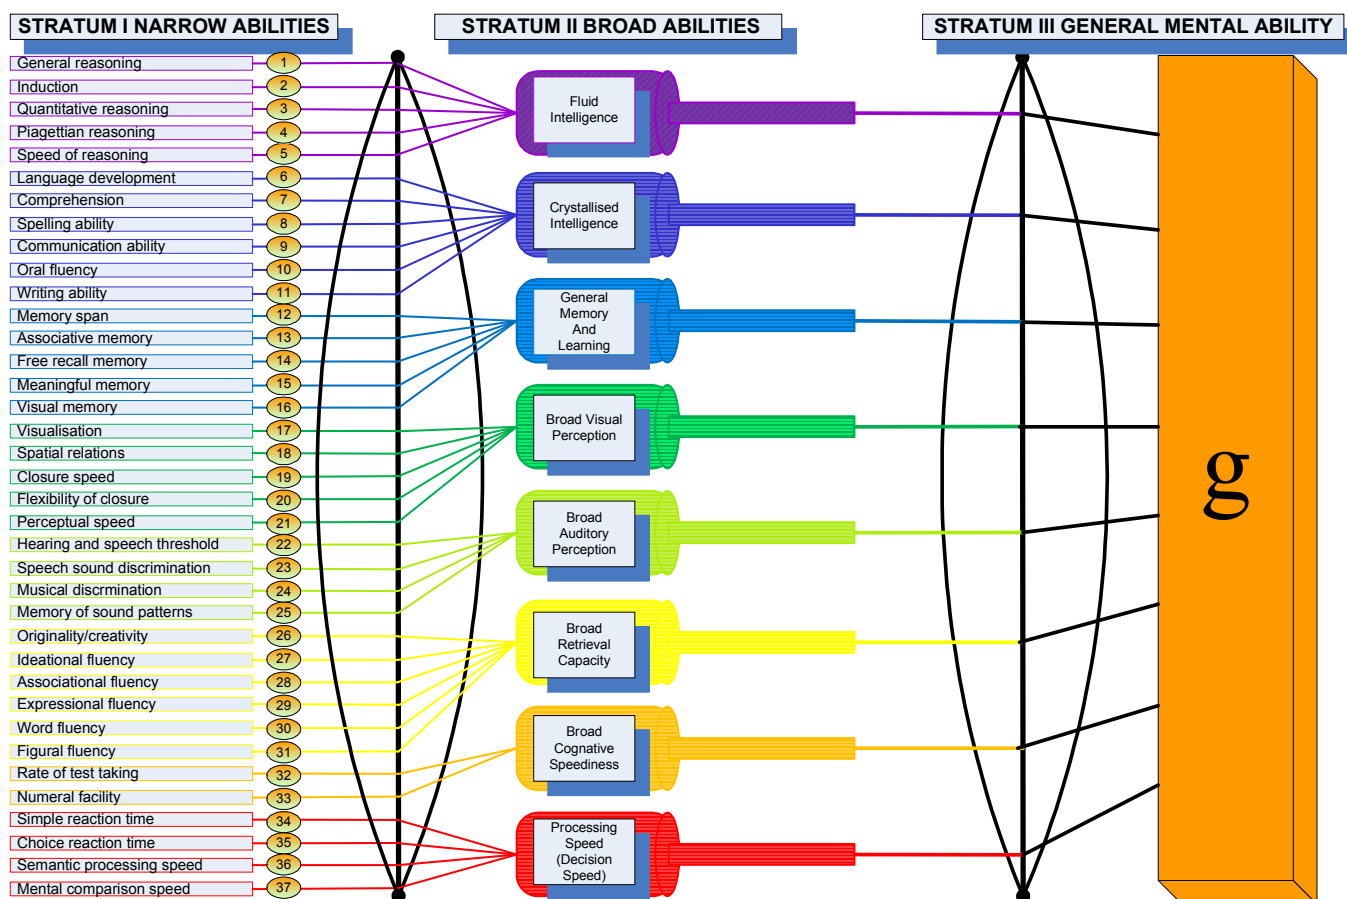 STRATUM I NARROW ABILITIES
STRATUM II BROAD ABILITIES
STRATUM III GENERAL MENTAL ABILITY
General reasoning 1
Induction 2
Quantitative reasoning 3
Piagettian reasoning 4
Speed of reasoning 5
Language development 6
Comprehension 7
Spelling ability 8
Communication ability 9
Oral fluency 10
Writing ability 11
Memory span 12
Associative memory 13
Free recall memory 14
Meaningful memory 15
Visual memory 16
Visualisation 17
Spatial relations 18
Closure speed 19
Flexibility of closure 20
Perceptual speed 21
Hearing and speech threshold 22
Speech sound discrimination 23
Musical discrmination 24
Memory of sound patterns 25
Originality/creativity 26
Ideational fluency 27
Associational fluency 28
Expressional fluency 29
Word fluency 30
Figural fluency 31
Rate of test taking 32
Numeral facility 33
Simple reaction time 34
Choice reaction time 35
Semantic processing speed 36
Mental comparison speed 37
Fluid
Intelligence
Crystallised
Intelligence
General
Memory
And
Learning
Broad Visual
Perception
Broad
Auditory
Perception
Broad
Retrieval
Capacity
Broad
Cognative
Speediness
Processing
Speed
(Decision
Speed)
g